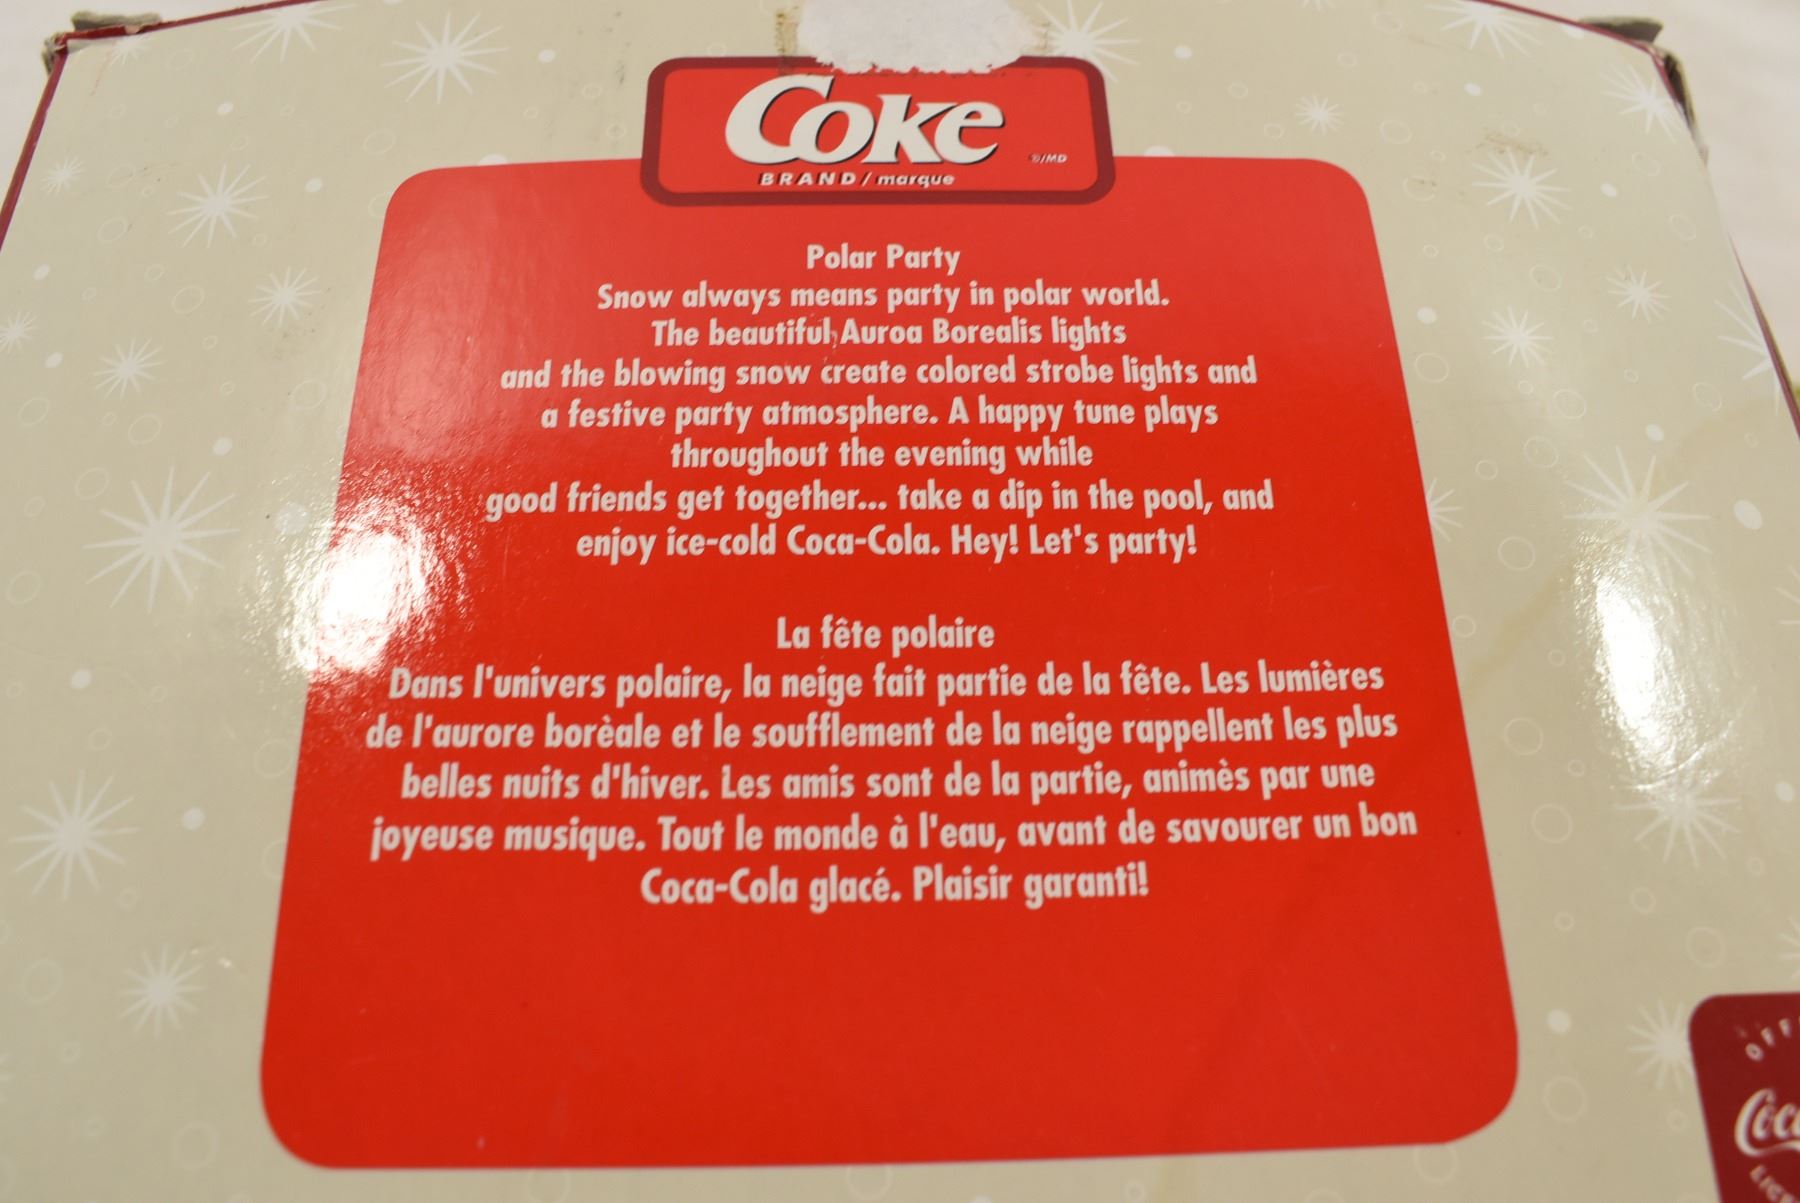 Coke
®/MD
BRAND / marque
Polar Party
Snow always means party in polar world.
The beautiful Auroa Borealis lights
and the blowing snow create colored strobe lights and
a festive party atmosphere. A happy tune plays
throughout the evening while
good friends get together... take a dip in the pool, and
enjoy ice-cold Coca-Cola. Hey! Let's party!
La fête polaire
Dans l'univers polaire, la neige fait partie de la fête. Les lumières
de l'aurore borèale et le soufflement de la neige rappellent les plus
belles nuits d'hiver. Les amis sont de la partie, animès par une
joyeuse musique. Tout le monde à l'eau, avant de savourer un bon
Coca-Cola glacé. Plaisir garanti!